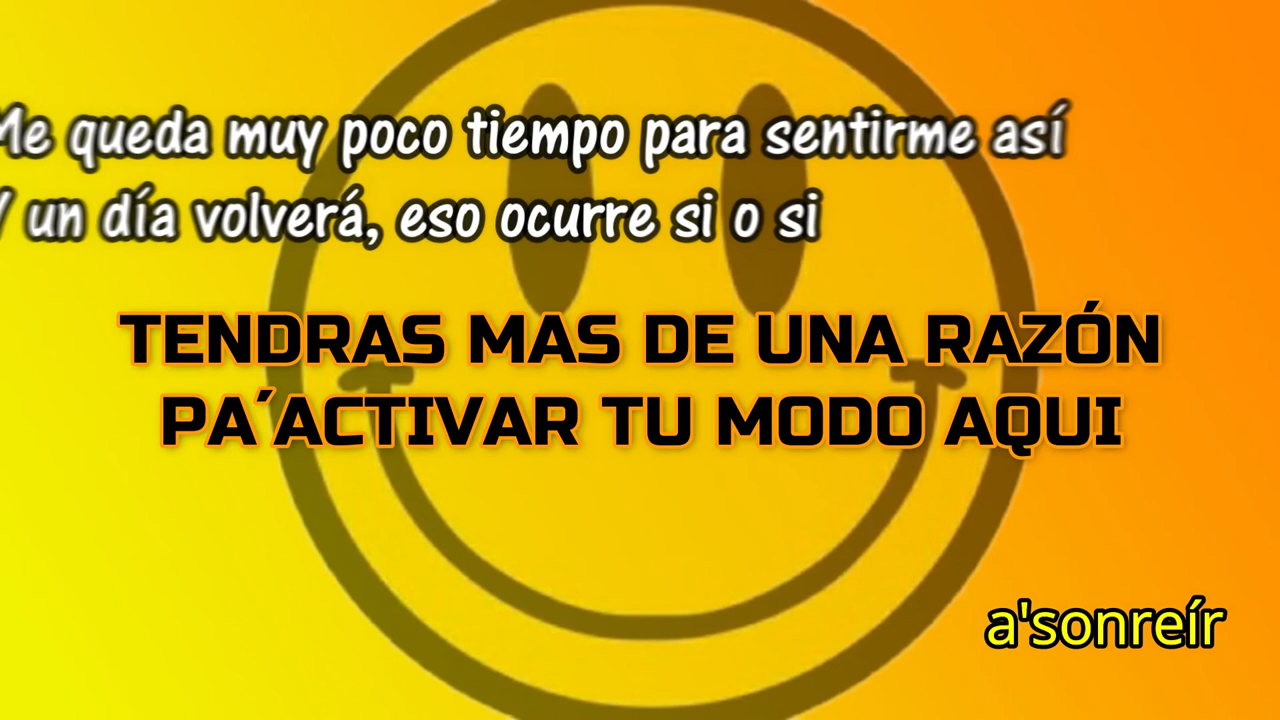 Me queda muy poco tiempo para sentirme así
Y un día volverá, eso ocurre si o si
TENDRAS MAS DE UNA RAZÓN
PA´ACTIVAR TU MODO AQUI
a'sonreír